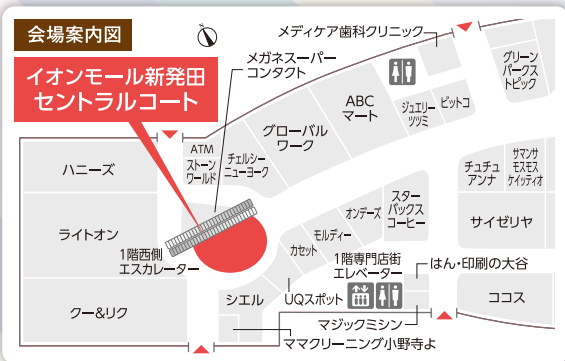 会場案内図
イオンモール新発田
セントラルコート
メディケア歯科クリニック
メガネスーパー
コンタクト
グリーン
パークス
トピック
ABC
マート
ジュエリー
ツツミ
ピットコ
グローバル
ワーク
ATM
ストーン
ワールド
チェルシー
ニューヨーク
ハニーズ
チュチュ
アンナ
サマンサ
モスモス
ケイッティオ
スター
バックス
コーヒー
オンデーズ
サイゼリヤ
モルディー
カセット
ライトオン
1階西側
エスカレーター
1階専門店街
エレベーター
はん・印刷の大谷
クー&リク
シエル
UQスポット
ココス
マジックミシン
ママクリーニング小野寺よ